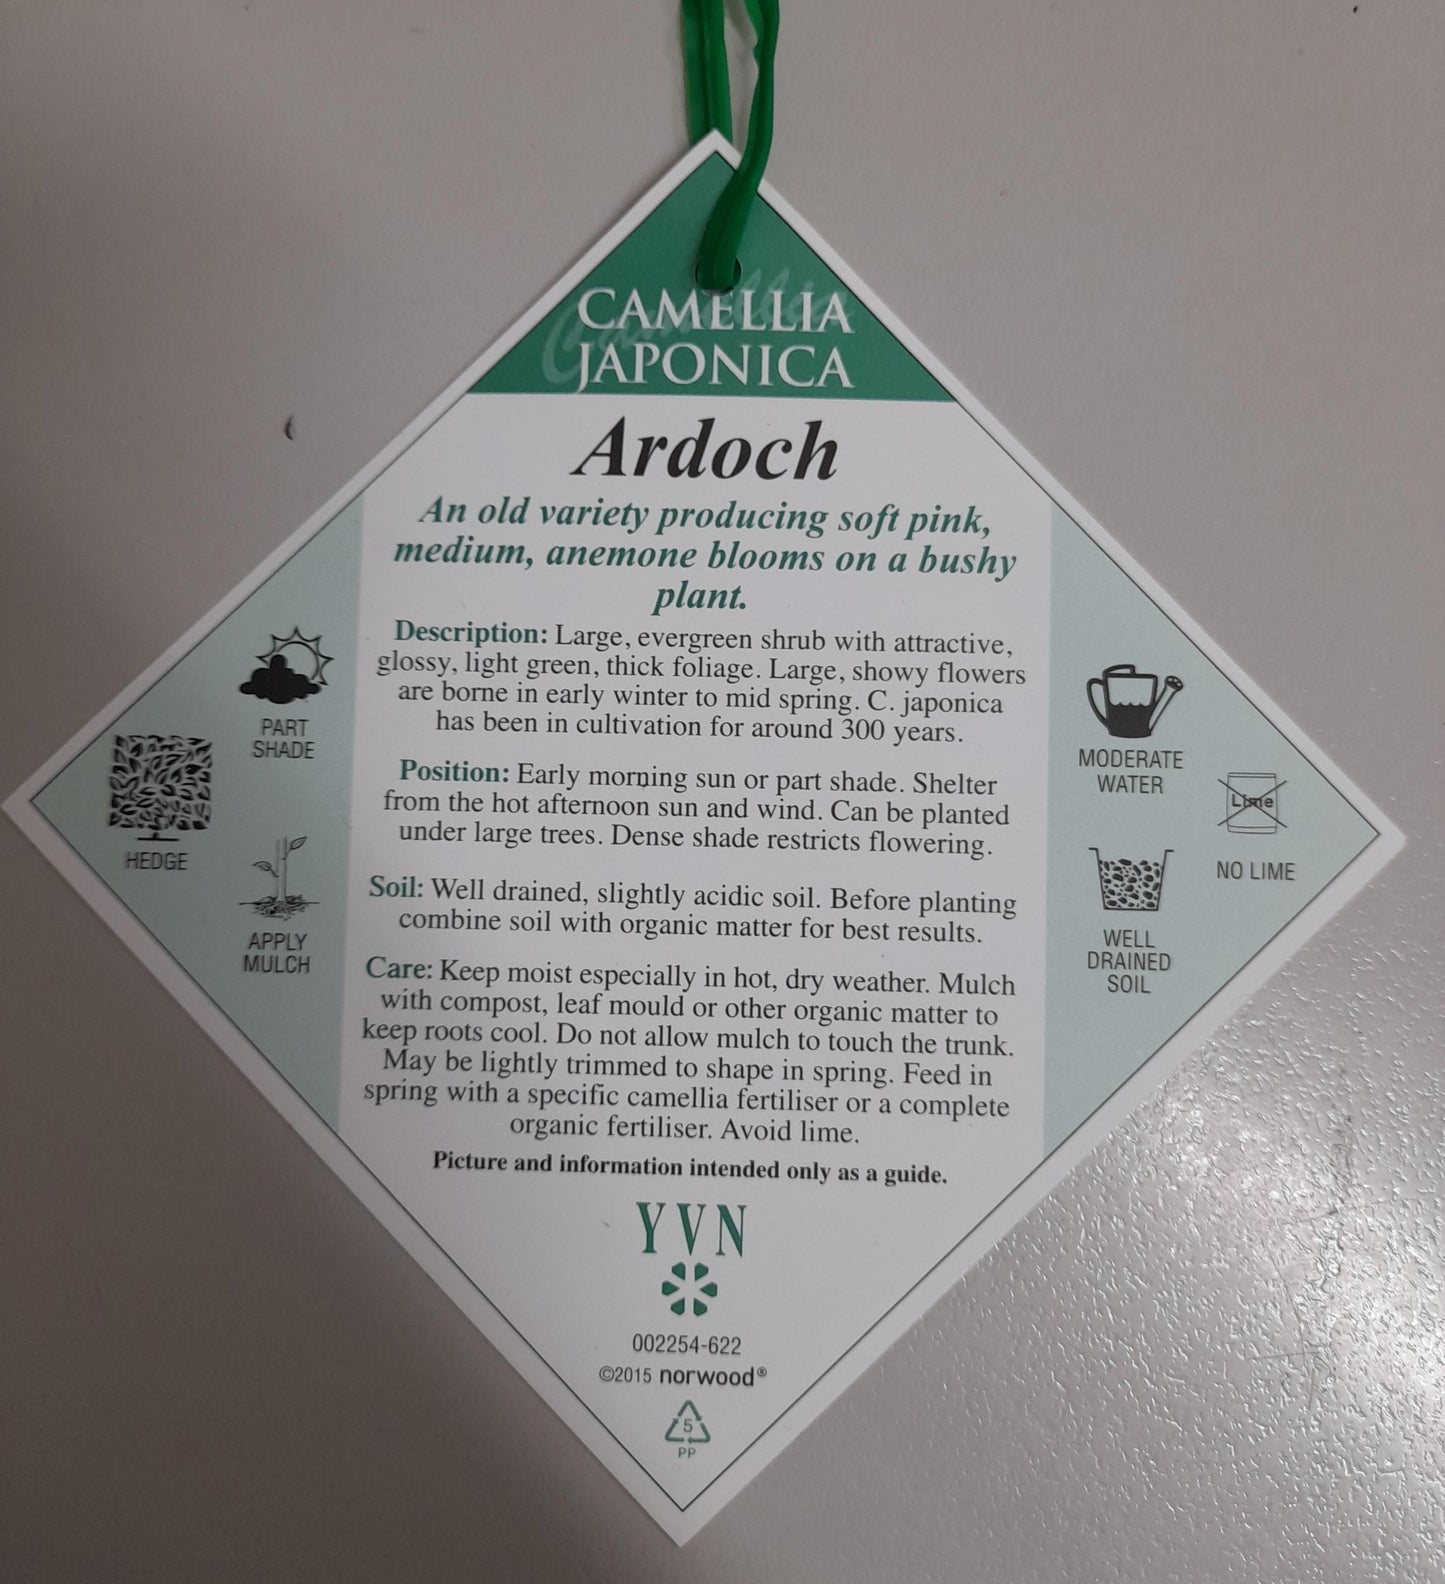 Camellia
CAMELLIA
JAPONICA
Ardoch
An old variety producing soft pink,
medium, anemone blooms on a bushy
plant.
Description: Large, evergreen shrub with attractive,
glossy, light green, thick foliage. Large, showy flowers
are borne in early winter to mid spring. C. japonica
has been in cultivation for around 300 years.
Position: Early morning sun or part shade. Shelter
from the hot afternoon sun and wind. Can be planted
under large trees. Dense shade restricts flowering.
Soil: Well drained, slightly acidic soil. Before planting
combine soil with organic matter for best results.
Care: Keep moist especially in hot, dry weather. Mulch
with compost, leaf mould or other organic matter to
keep roots cool. Do not allow mulch to touch the trunk.
May be lightly trimmed to shape in spring. Feed in
spring with a specific camellia fertiliser or a complete
organic fertiliser. Avoid lime.
Picture and information intended only as a guide.
PART
SHADE
HEDGE
APPLY
MULCH
MODERATE
WATER
Lime
NO LIME
WELL
DRAINED
SOIL
YVN
002254-622
©2015 norwood®
5
PP